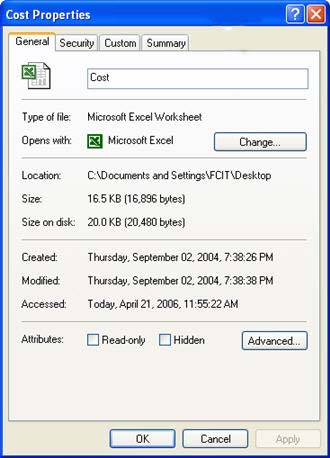 Cost Properties
General Security Custom Summary
Cost
Type of file: Microsoft Excel Worksheet
Opens with: Microsoft Excel Change...
Location: C:\Documents and Settings\FCIT\Desktop
Size: 16.5 KB (16,896 bytes)
Size on disk: 20.0 KB (20,480 bytes)
Created: Thursday, September 02, 2004, 7:38:26 PM
Modified: Thursday, September 02, 2004, 7:38:38 PM
Accessed: Today, April 21, 2006, 11:55:22 AM
Attributes: Read-only Hidden Advanced...
OK Cancel Apply